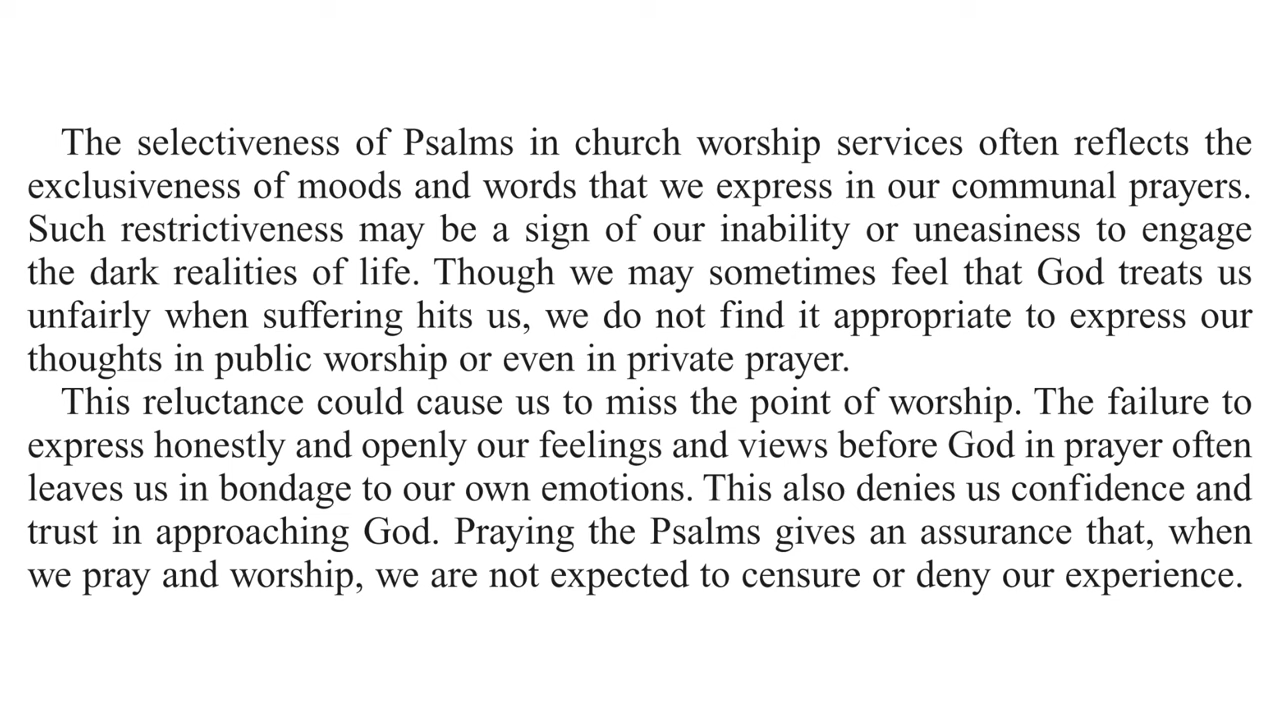 The selectiveness of Psalms in church worship services often reflects the
exclusiveness of moods and words that we express in our communal prayers.
Such restrictiveness may be a sign of our inability or uneasiness to engage
the dark realities of life. Though we may sometimes feel that God treats us
unfairly when suffering hits us, we do not find it appropriate to express our
thoughts in public worship or even in private prayer.
This reluctance could cause us to miss the point of worship. The failure to
express honestly and openly our feelings and views before God in prayer often
leaves us in bondage to our own emotions. This also denies us confidence and
trust in approaching God. Praying the Psalms gives an assurance that, when
we pray and worship, we are not expected to censure or deny our experience.